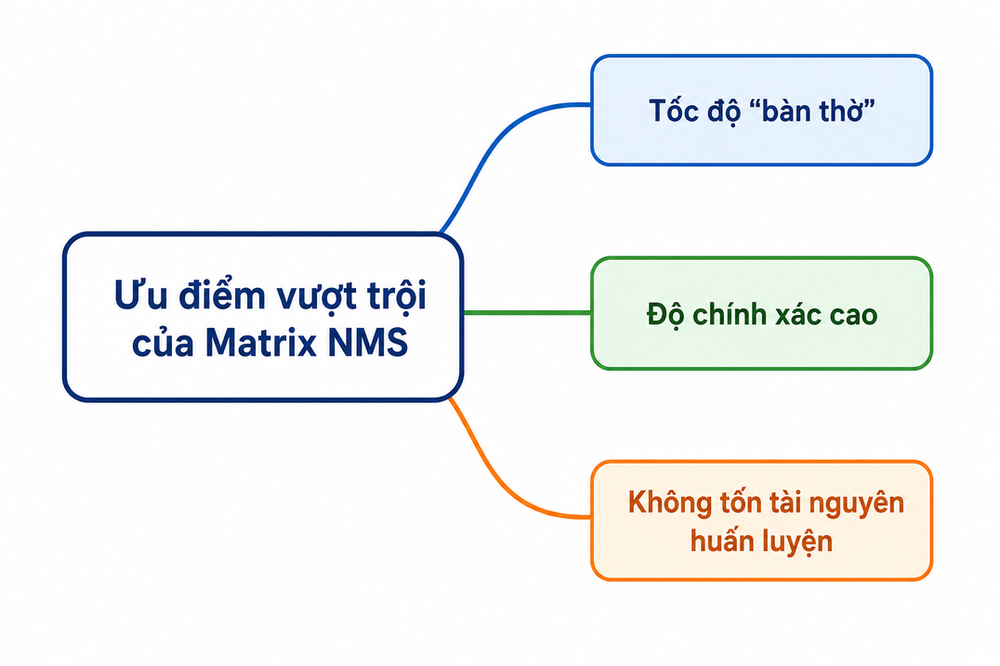 Ưu điểm vượt trội
của Matrix NMS
Tốc độ “bàn thờ”
Độ chính xác cao
Không tốn tài nguyên
huấn luyện